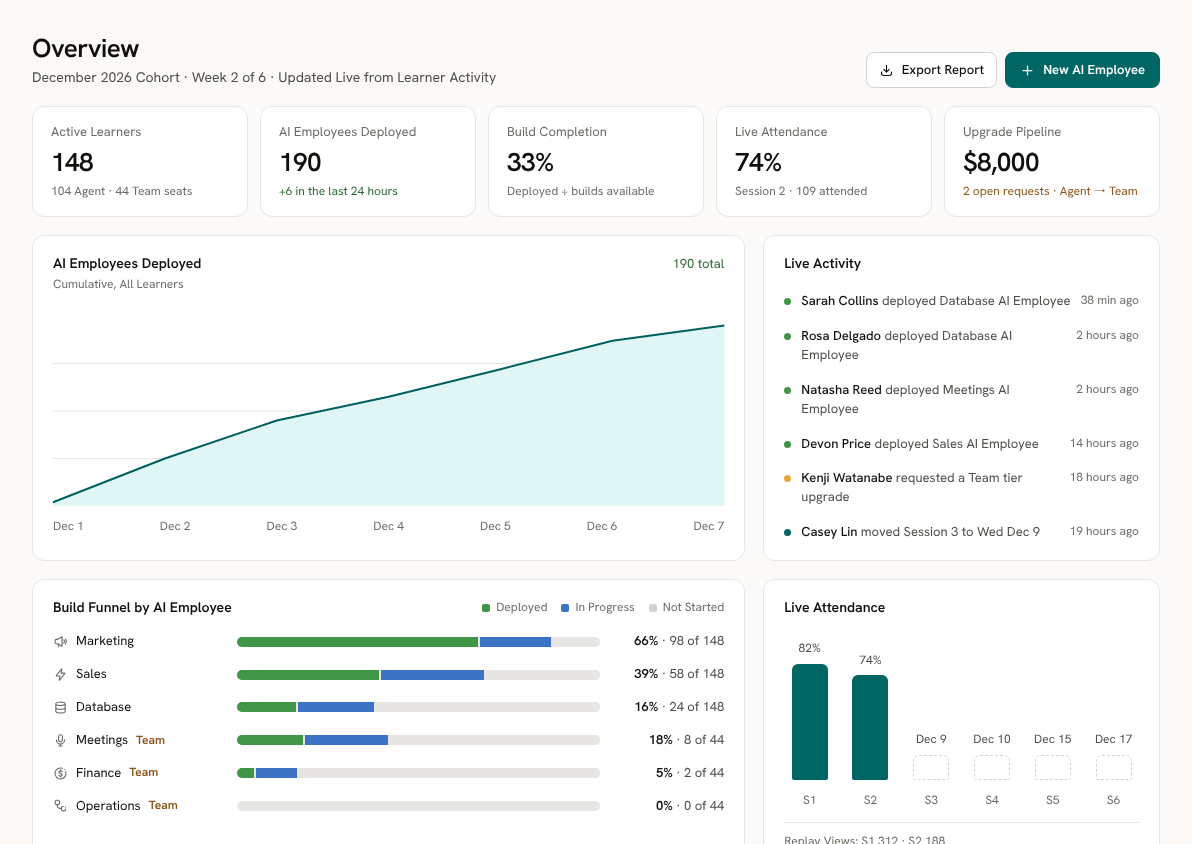 Overview
December 2026 Cohort · Week 2 of 6 · Updated Live from Learner Activity
Export Report
New AI Employee
Active Learners
148
104 Agent · 44 Team seats
AI Employees Deployed
190
+6 in the last 24 hours
Build Completion
33%
Deployed ÷ builds available
Live Attendance
74%
Session 2 · 109 attended
Upgrade Pipeline
$8,000
2 open requests · Agent → Team
AI Employees Deployed
190 total
Cumulative, All Learners
Dec 1
Dec 2
Dec 3
Dec 4
Dec 5
Dec 6
Dec 7
Live Activity
Sarah Collins deployed Database AI Employee 38 min ago
Rosa Delgado deployed Database AI 2 hours ago
Employee
Natasha Reed deployed Meetings AI 2 hours ago
Employee
Devon Price deployed Sales AI Employee 14 hours ago
Kenji Watanabe requested a Team tier 18 hours ago
upgrade
Casey Lin moved Session 3 to Wed Dec 9 19 hours ago
Build Funnel by AI Employee
Deployed
In Progress
Not Started
Marketing 66% · 98 of 148
Sales 39% · 58 of 148
Database 16% · 24 of 148
Meetings Team 18% · 8 of 44
Finance Team 5% · 2 of 44
Operations Team 0% · 0 of 44
Live Attendance
82%
74%
Dec 9
Dec 10
Dec 15
Dec 17
S1
S2
S3
S4
S5
S6
Replay Views: S1 312 · S2 188